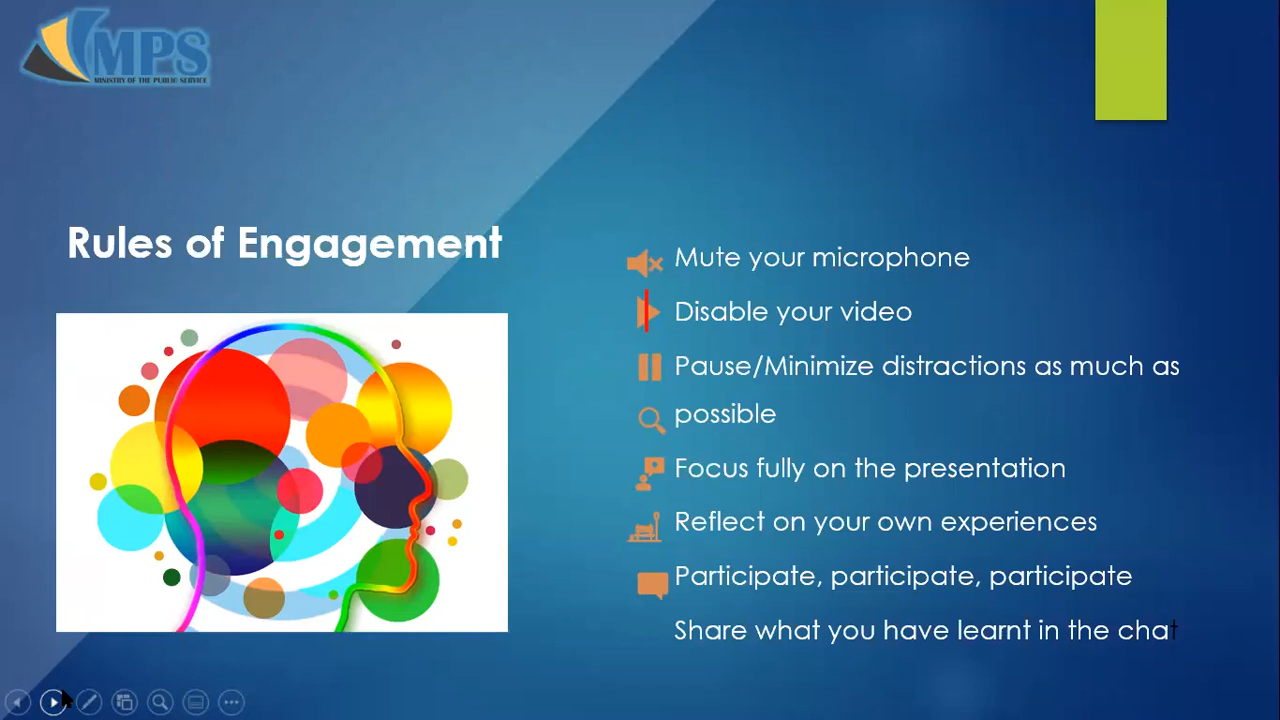 MPS
MINISTRY OF THE PUBLIC SERVICE
Rules of Engagement
Mute your microphone
Disable your video
Pause/Minimize distractions as much as
possible
Focus fully on the presentation
Reflect on your own experiences
Participate, participate, participate
Share what you have learnt in the chat